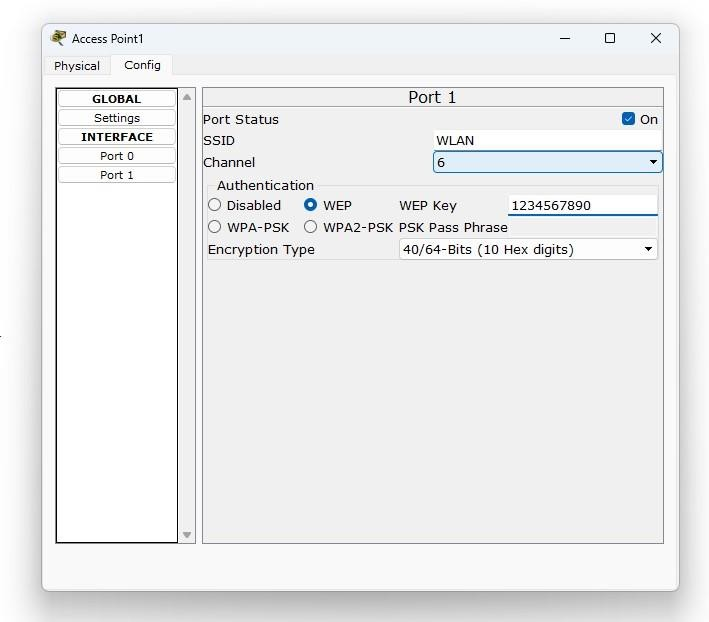 Access Point1
Physical Config
GLOBAL
Settings
INTERFACE
Port 0
Port 1
Port 1
Port Status On
SSID WLAN
Channel 6
Authentication
Disabled WEP WEP Key 1234567890
WPA-PSK WPA2-PSK PSK Pass Phrase
Encryption Type 40/64-Bits (10 Hex digits)